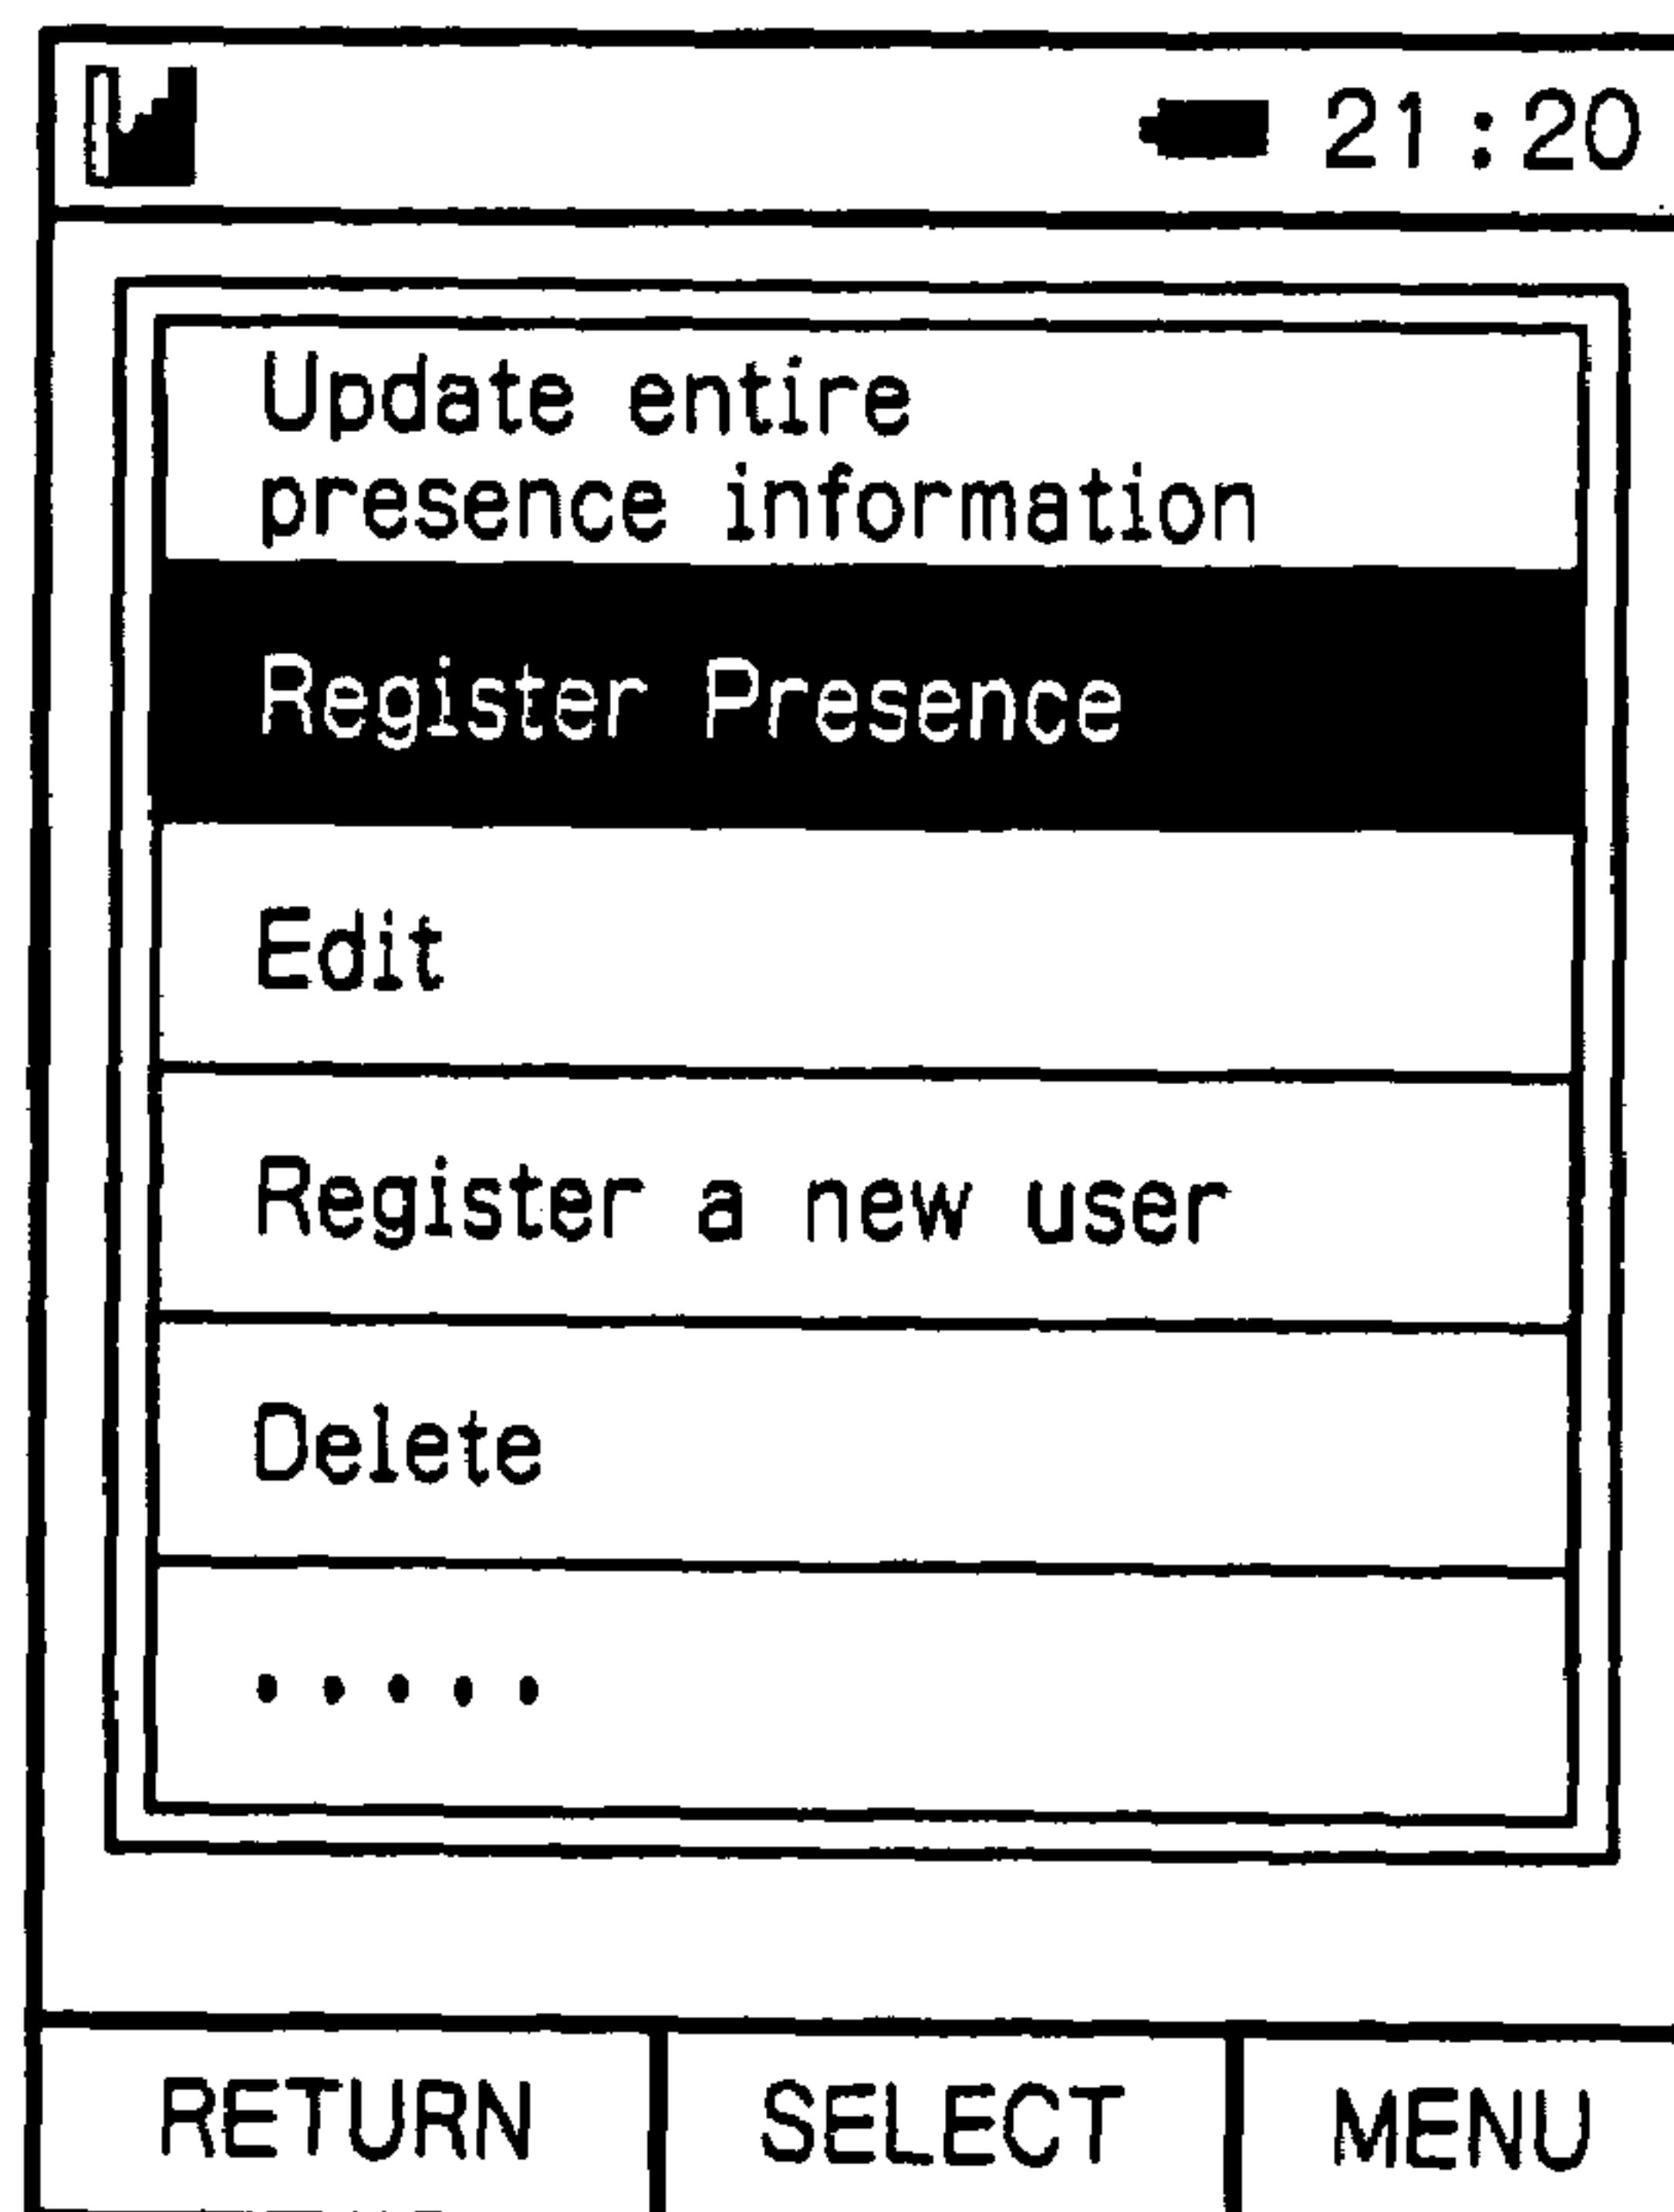 21:20
Update entire
presence information
Register Presence
Edit
Register a new user
Delete
.....
RETURN SELECT MENU